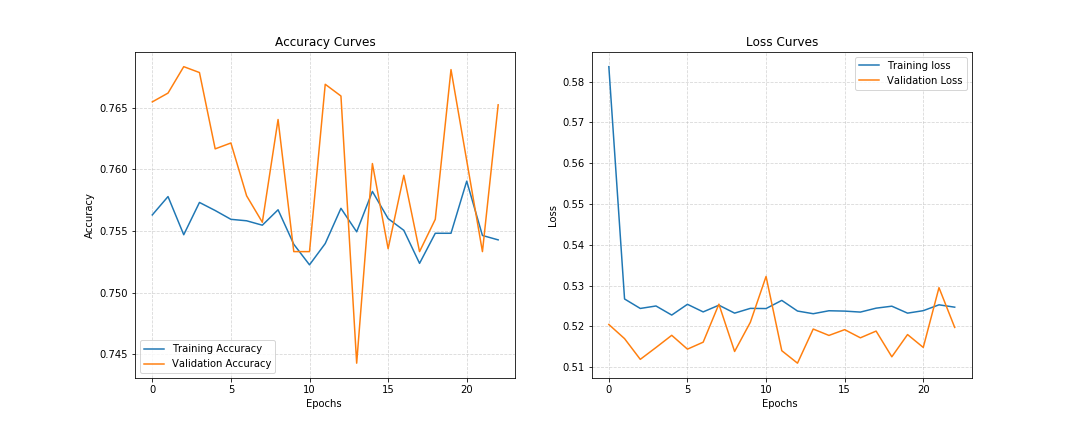 Accuracy Curves
Accuracy
0.765
0.760
0.755
0.750
0.745
Training Accuracy
Validation Accuracy
0 5 10 15 20
Epochs
Loss Curves
Loss
0.58
0.57
0.56
0.55
0.54
0.53
0.52
0.51
Training loss
Validation Loss
0 5 10 15 20
Epochs